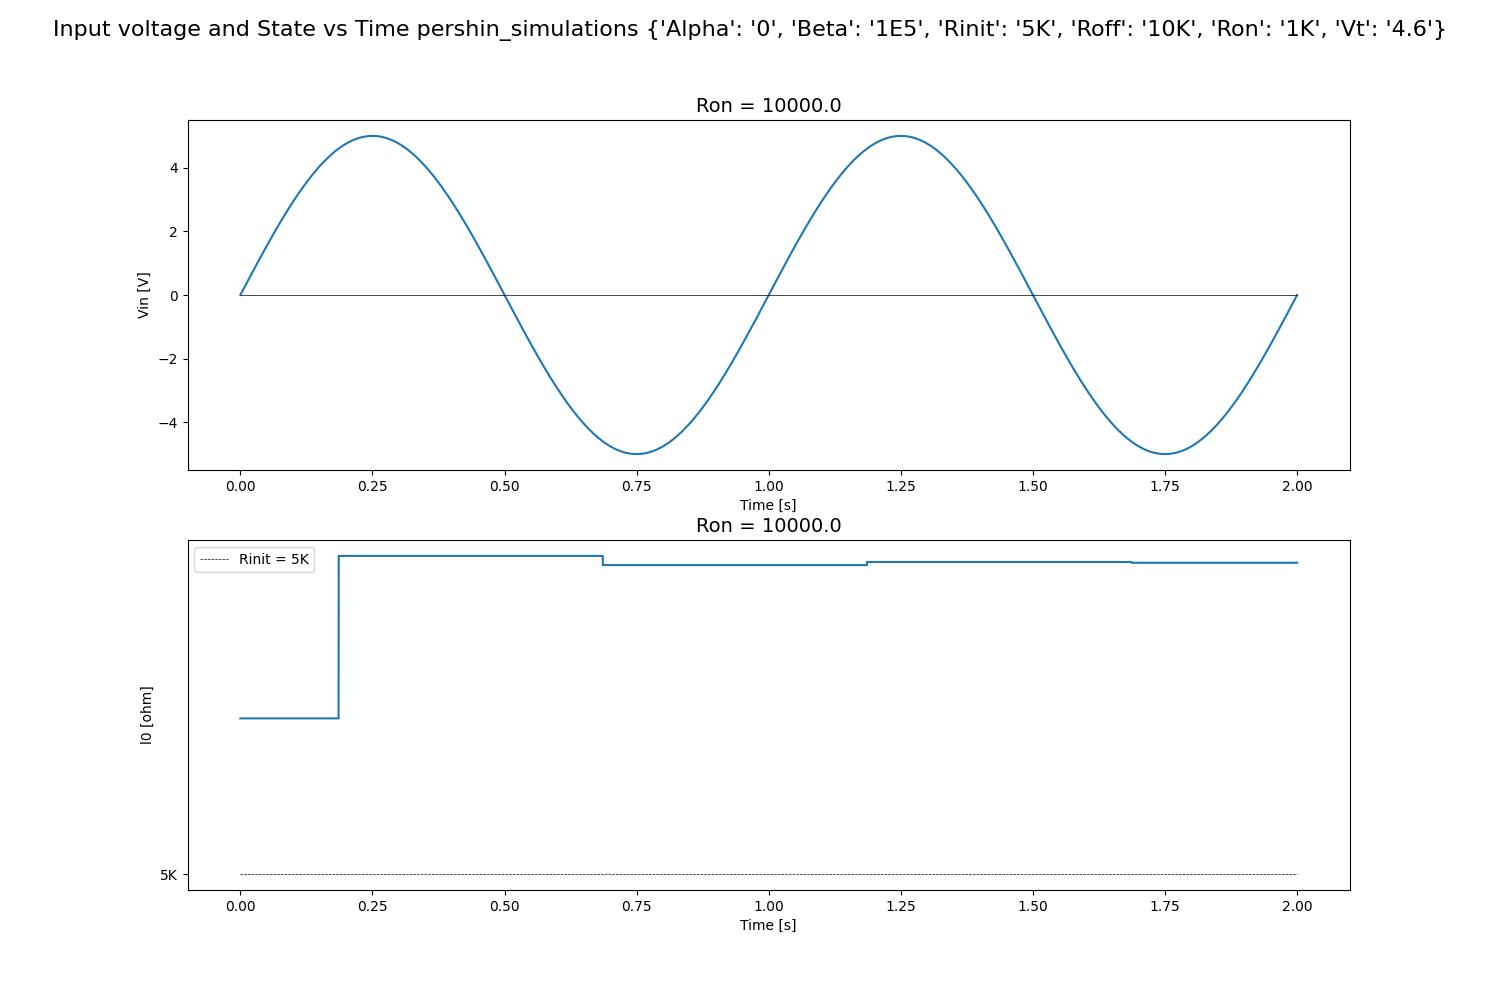 Input voltage and State vs Time pershin_simulations {'Alpha': '0', 'Beta': '1E5', 'Rinit': '5K', 'Roff': '10K', 'Ron': '1K', 'Vt': '4.6'}
Ron = 10000.0
Vin [V]
4
2
0
−2
−4
0.00 0.25 0.50 0.75 1.00 1.25 1.50 1.75 2.00
Time [s]
Ron = 10000.0
Rinit = 5K
l0 [ohm]
5K
0.00 0.25 0.50 0.75 1.00 1.25 1.50 1.75 2.00
Time [s]